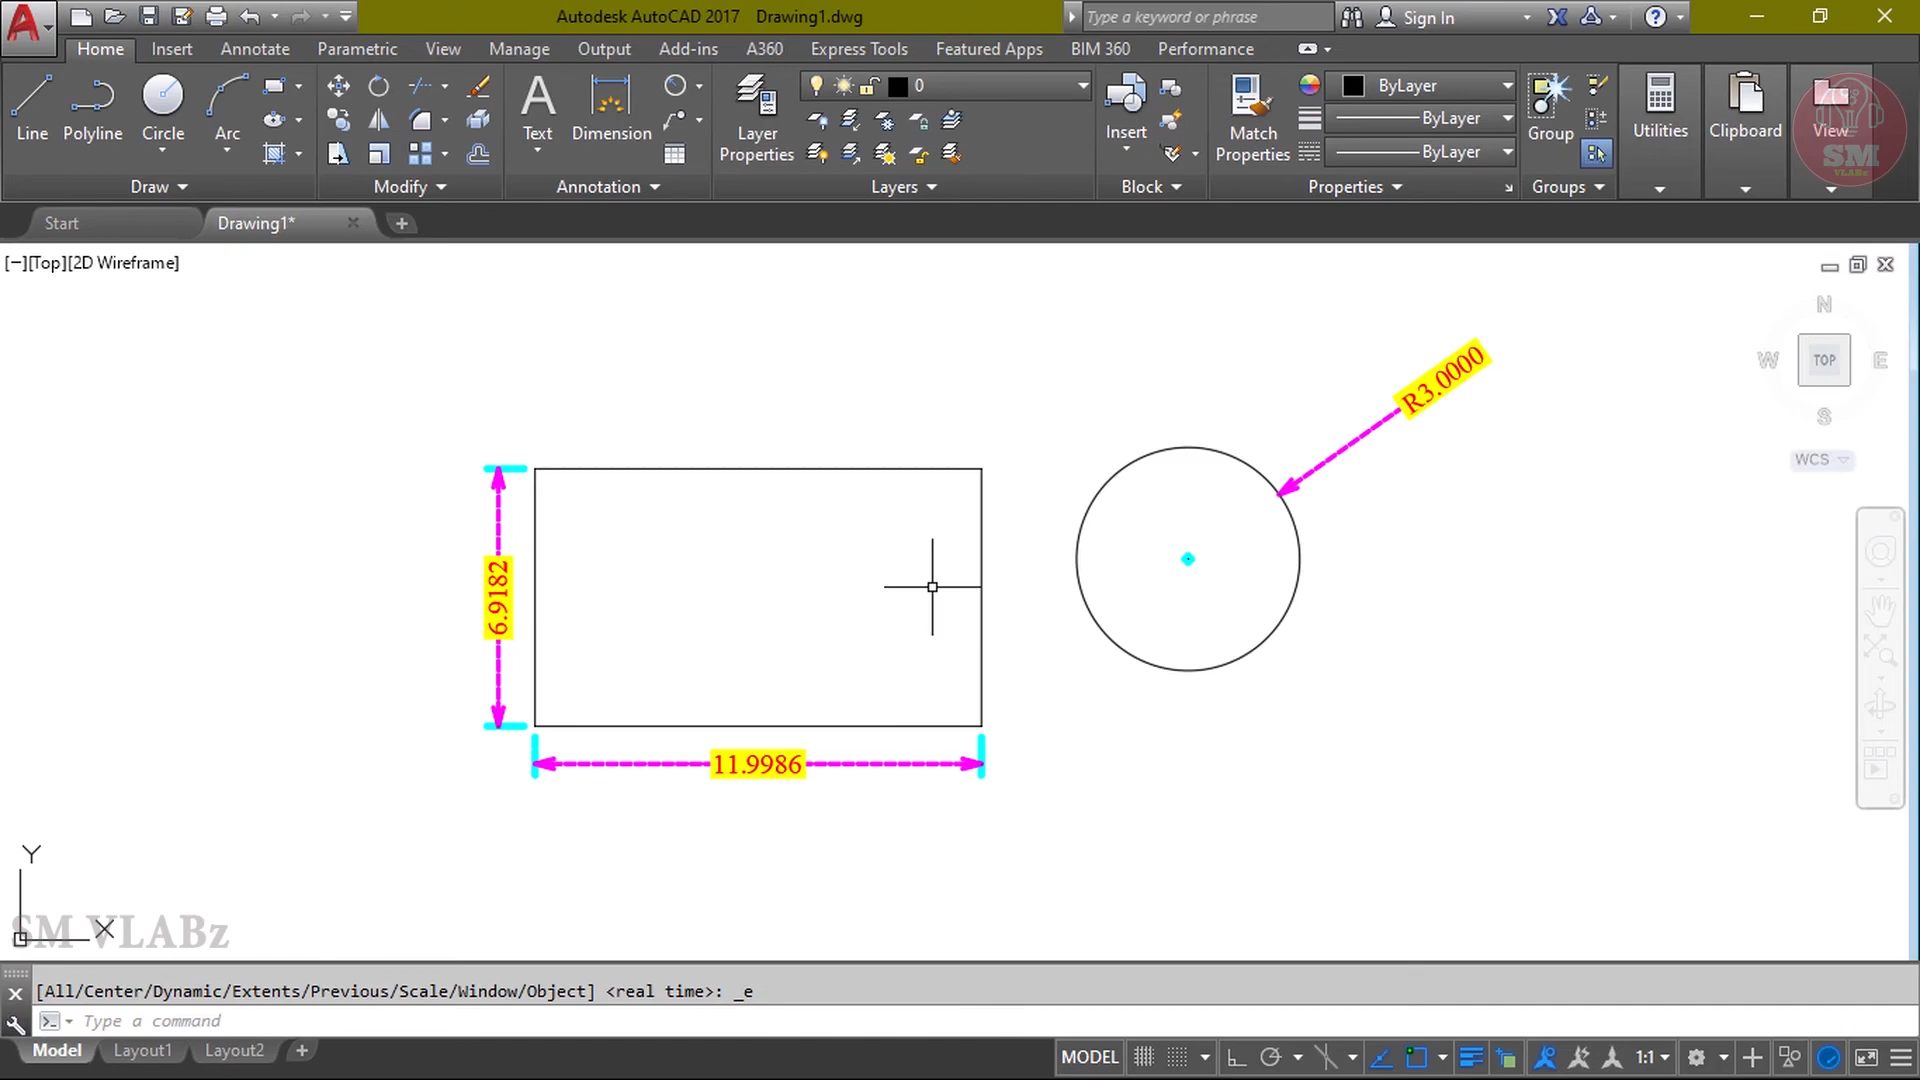 Autodesk AutoCAD 2017 Drawing1.dwg
Type a keyword or phrase
Sign In
Home Insert Annotate Parametric View Manage Output Add-ins A360 Express Tools Featured Apps BIM 360 Performance
Line Polyline Circle Arc
Text Dimension
Layer Properties
0
Insert
Match Properties
ByLayer
ByLayer
ByLayer
Group
Utilities
Clipboard
View
SM
VLABz
Draw Modify Annotation Layers Block Properties Groups
Start Drawing1*
[−][Top][2D Wireframe]
N
W TOP E
S
WCS
R3.0000
6.9182
11.9986
Y
X
SM VLABz
[All/Center/Dynamic/Extents/Previous/Scale/Window/Object] <real time>: _e
Type a command
Model Layout1 Layout2
MODEL 1:1